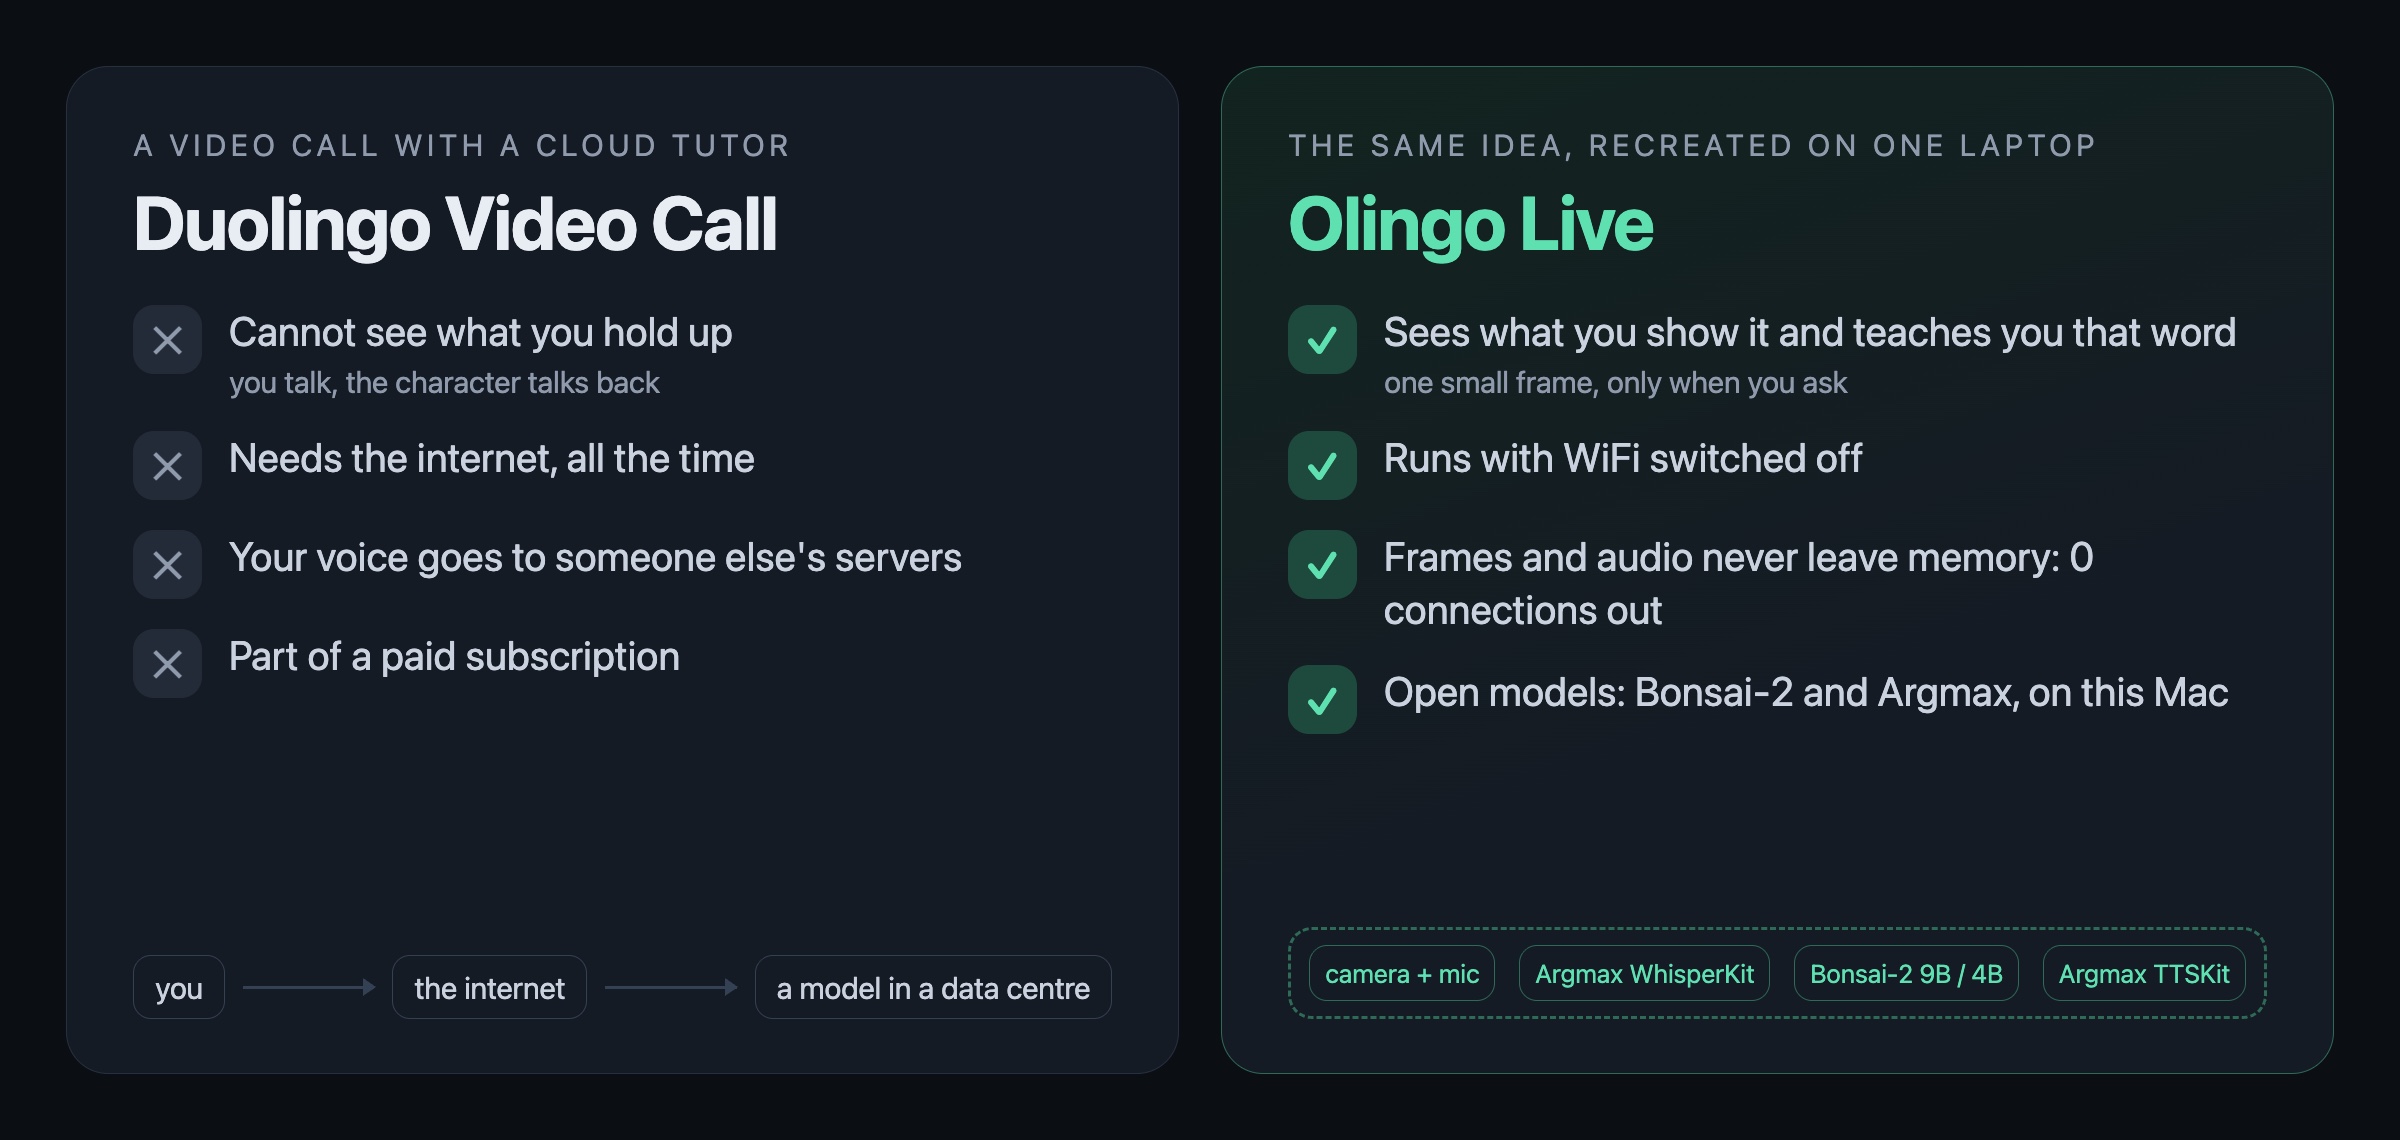 A VIDEO CALL WITH A CLOUD TUTOR
Duolingo Video Call
Cannot see what you hold up
you talk, the character talks back
Needs the internet, all the time
Your voice goes to someone else's servers
Part of a paid subscription
you
the internet
a model in a data centre
THE SAME IDEA, RECREATED ON ONE LAPTOP
Olingo Live
Sees what you show it and teaches you that word
one small frame, only when you ask
Runs with WiFi switched off
Frames and audio never leave memory: 0
connections out
Open models: Bonsai-2 and Argmax, on this Mac
camera + mic
Argmax WhisperKit
Bonsai-2 9B / 4B
Argmax TTSKit